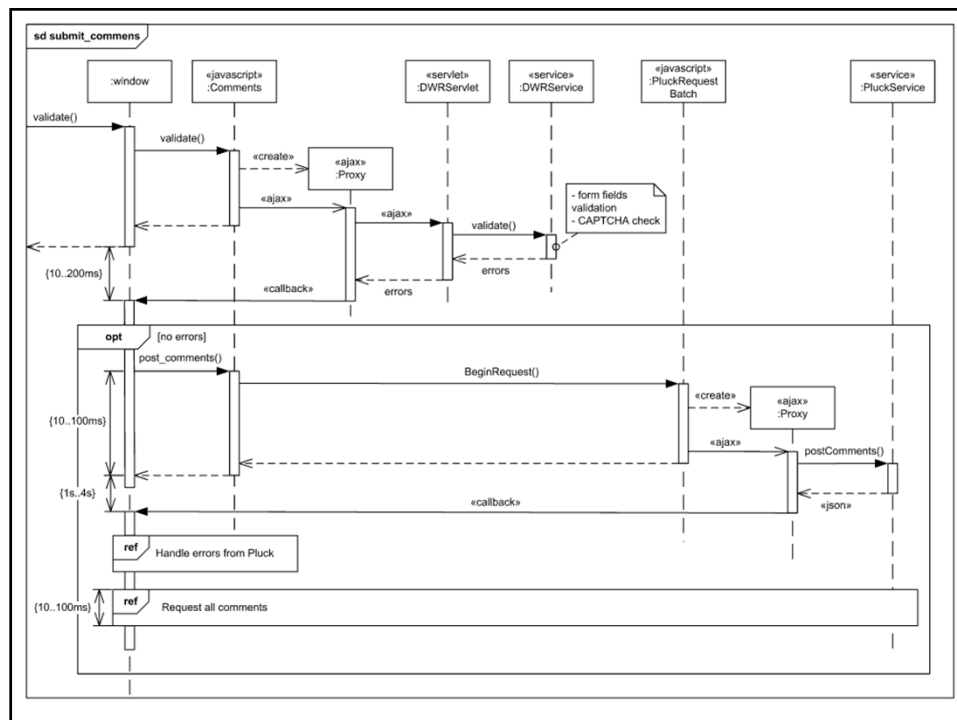 sd submit_commens
:window
«javascript»
:Comments
«servlet»
:DWRServlet
«service»
:DWRService
«javascript»
:PluckRequest
Batch
«service»
:PluckService
validate()
validate()
«create»
«ajax»
:Proxy
- form fields
validation
- CAPTCHA check
«ajax»
«ajax»
validate()
errors
{10..200ms}
«callback»
errors
opt
[no errors]
post_comments()
BeginRequest()
«create»
«ajax»
:Proxy
{10..100ms}
«ajax»
postComments()
{1s..4s}
«callback»
«json»
ref
Handle errors from Pluck
{10..100ms}
ref
Request all comments